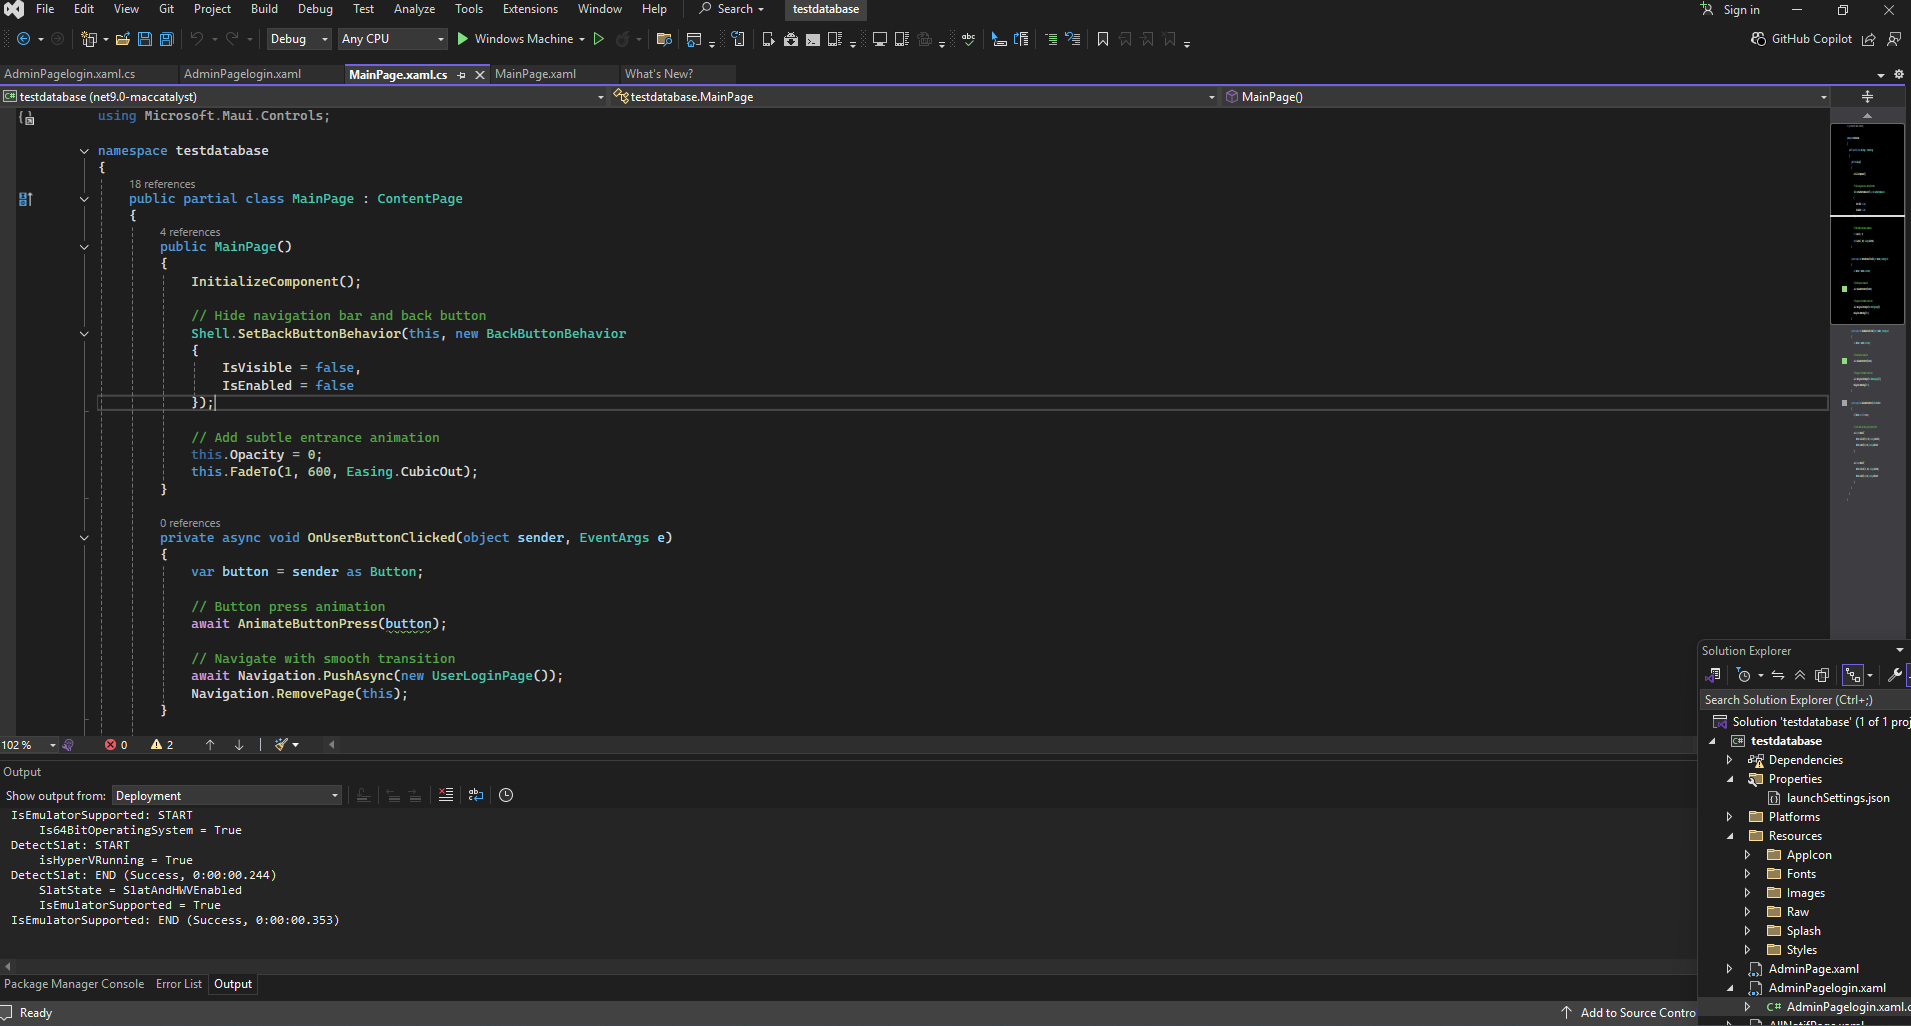 File Edit View Git Project Build Debug Test Analyze Tools Extensions Window Help Search testdatabase Sign in
Debug Any CPU Windows Machine GitHub Copilot
AdminPagelogin.xaml.cs AdminPagelogin.xaml MainPage.xaml.cs MainPage.xaml What's New?
testdatabase (net9.0-maccatalyst) testdatabase.MainPage MainPage()
using Microsoft.Maui.Controls;
namespace testdatabase
{
18 references
public partial class MainPage : ContentPage
{
4 references
public MainPage()
{
InitializeComponent();
// Hide navigation bar and back button
Shell.SetBackButtonBehavior(this, new BackButtonBehavior
{
IsVisible = false,
IsEnabled = false
});
// Add subtle entrance animation
this.Opacity = 0;
this.FadeTo(1, 600, Easing.CubicOut);
}
0 references
private async void OnUserButtonClicked(object sender, EventArgs e)
{
var button = sender as Button;
// Button press animation
await AnimateButtonPress(button);
// Navigate with smooth transition
await Navigation.PushAsync(new UserLoginPage());
Navigation.RemovePage(this);
}
102 % 0 2
Output
Show output from: Deployment
IsEmulatorSupported: START
Is64BitOperatingSystem = True
DetectSlat: START
isHyperVRunning = True
DetectSlat: END (Success, 0:00:00.244)
SlatState = SlatAndHWVEnabled
IsEmulatorSupported = True
IsEmulatorSupported: END (Success, 0:00:00.353)
Package Manager Console Error List Output
Ready Add to Source Contro
Solution Explorer
Search Solution Explorer (Ctrl+;)
Solution 'testdatabase' (1 of 1 proj
testdatabase
Dependencies
Properties
launchSettings.json
Platforms
Resources
AppIcon
Fonts
Images
Raw
Splash
Styles
AdminPage.xaml
AdminPagelogin.xaml
C# AdminPagelogin.xaml.c